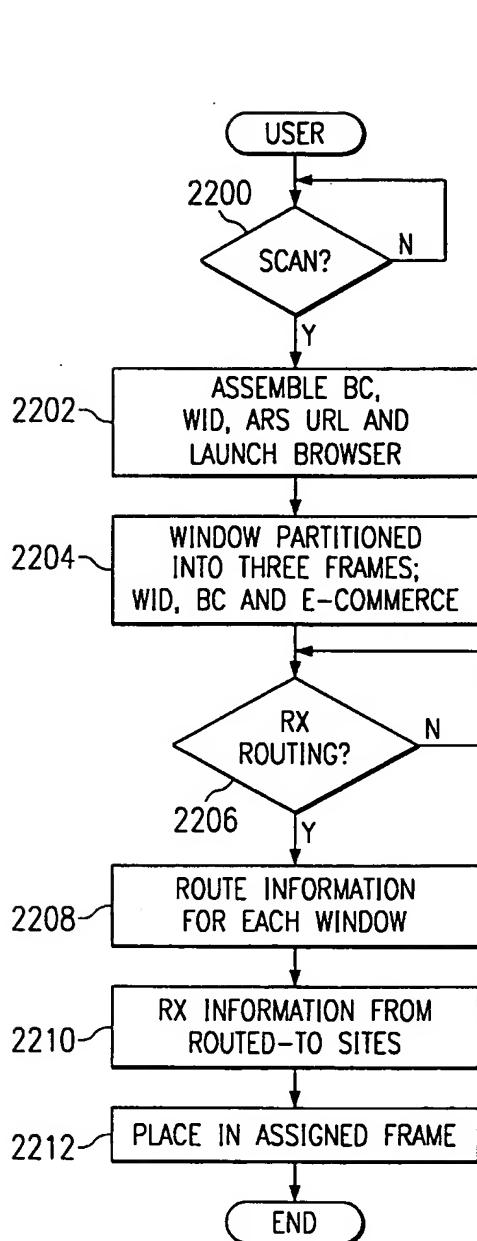 USER
2200
SCAN?
N
Y
2202
ASSEMBLE BC,
WID, ARS URL AND
LAUNCH BROWSER
2204
WINDOW PARTITIONED
INTO THREE FRAMES;
WID, BC AND E-COMMERCE
RX
ROUTING?
N
2206
Y
2208
ROUTE INFORMATION
FOR EACH WINDOW
2210
RX INFORMATION FROM
ROUTED-TO SITES
2212
PLACE IN ASSIGNED FRAME
END